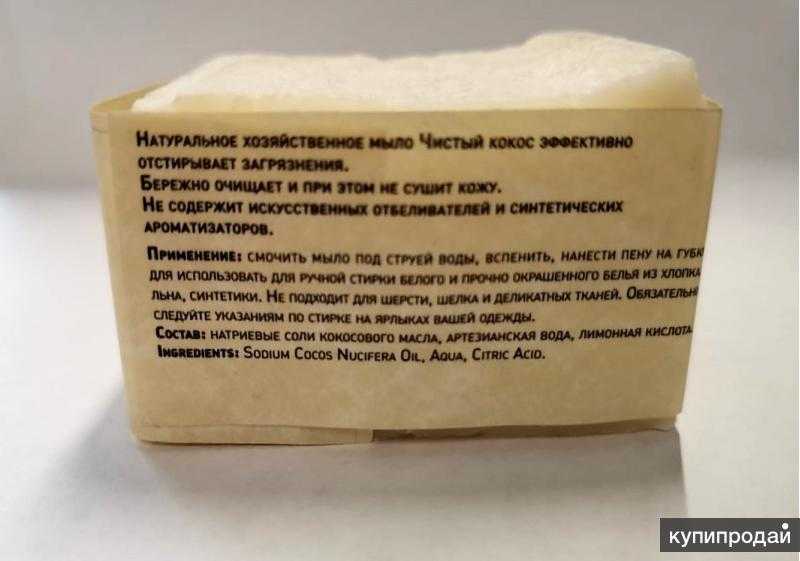 Натуральное хозяйственное мыло Чистый кокос эффективно
отстирывает загрязнения.
Бережно очищает и при этом не сушит кожу.
Не содержит искусственных отбеливателей и синтетических
ароматизаторов.
Применение: смочить мыло под струей воды, вспенить, нанести пену на губк
для использовать для ручной стирки белого и прочно окрашенного белья из хлопка
льна, синтетики. Не подходит для шерсти, шелка и деликатных тканей. Обязательн
следуйте указаниям по стирке на ярлыках вашей одежды.
Состав: натриевые соли кокосового масла, артезианская вода, лимонная кислота.
Ingredients: Sodium Cocos Nucifera Oil, Aqua, Citric Acid.
купипродай